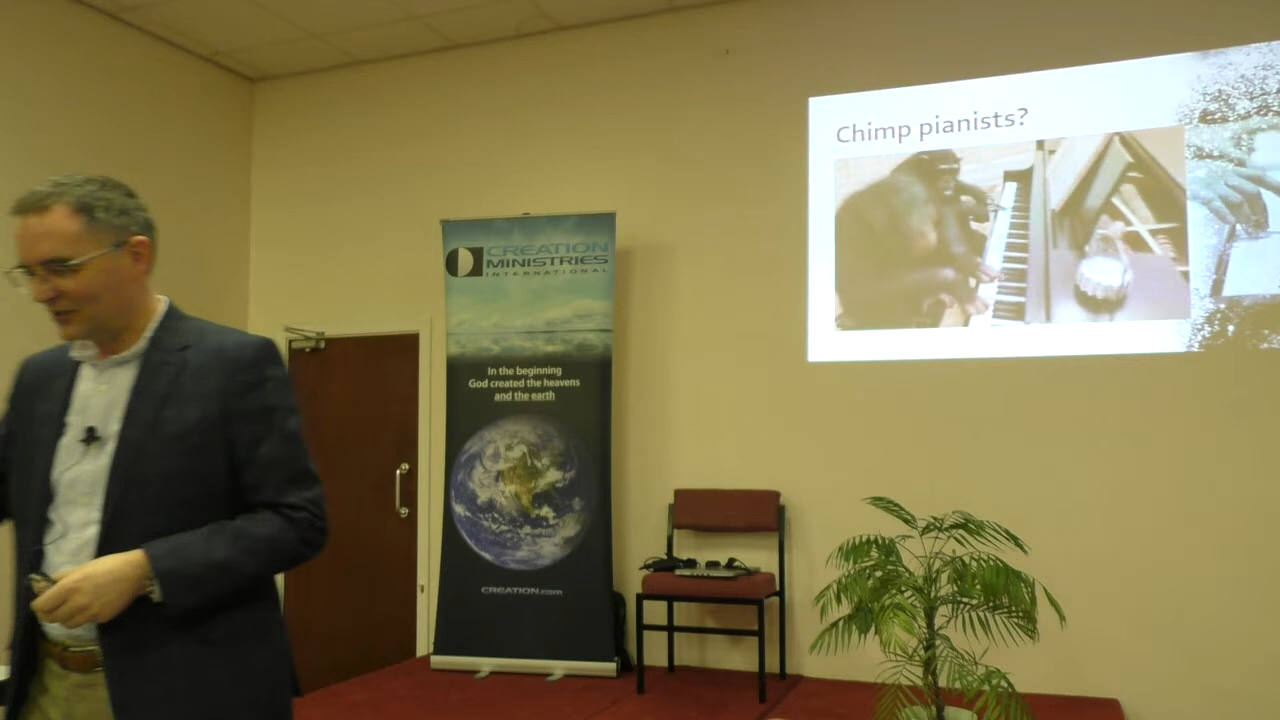 Chimp pianists?
CREATION
MINISTRIES
INTERNATIONAL
In the beginning
God created the heavens
and the earth
CREATION.com